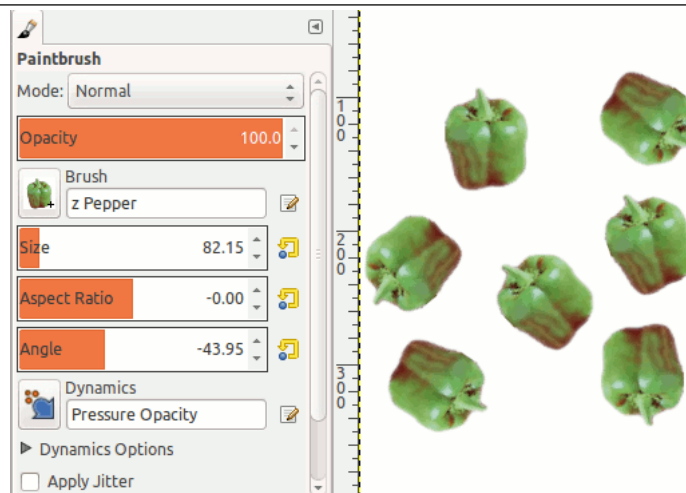 Paintbrush
Mode: Normal
Opacity 100.0
Brush
z Pepper
Size 82.15
Aspect Ratio -0.00
Angle -43.95
Dynamics
Pressure Opacity
Dynamics Options
Apply Jitter
100
200
300